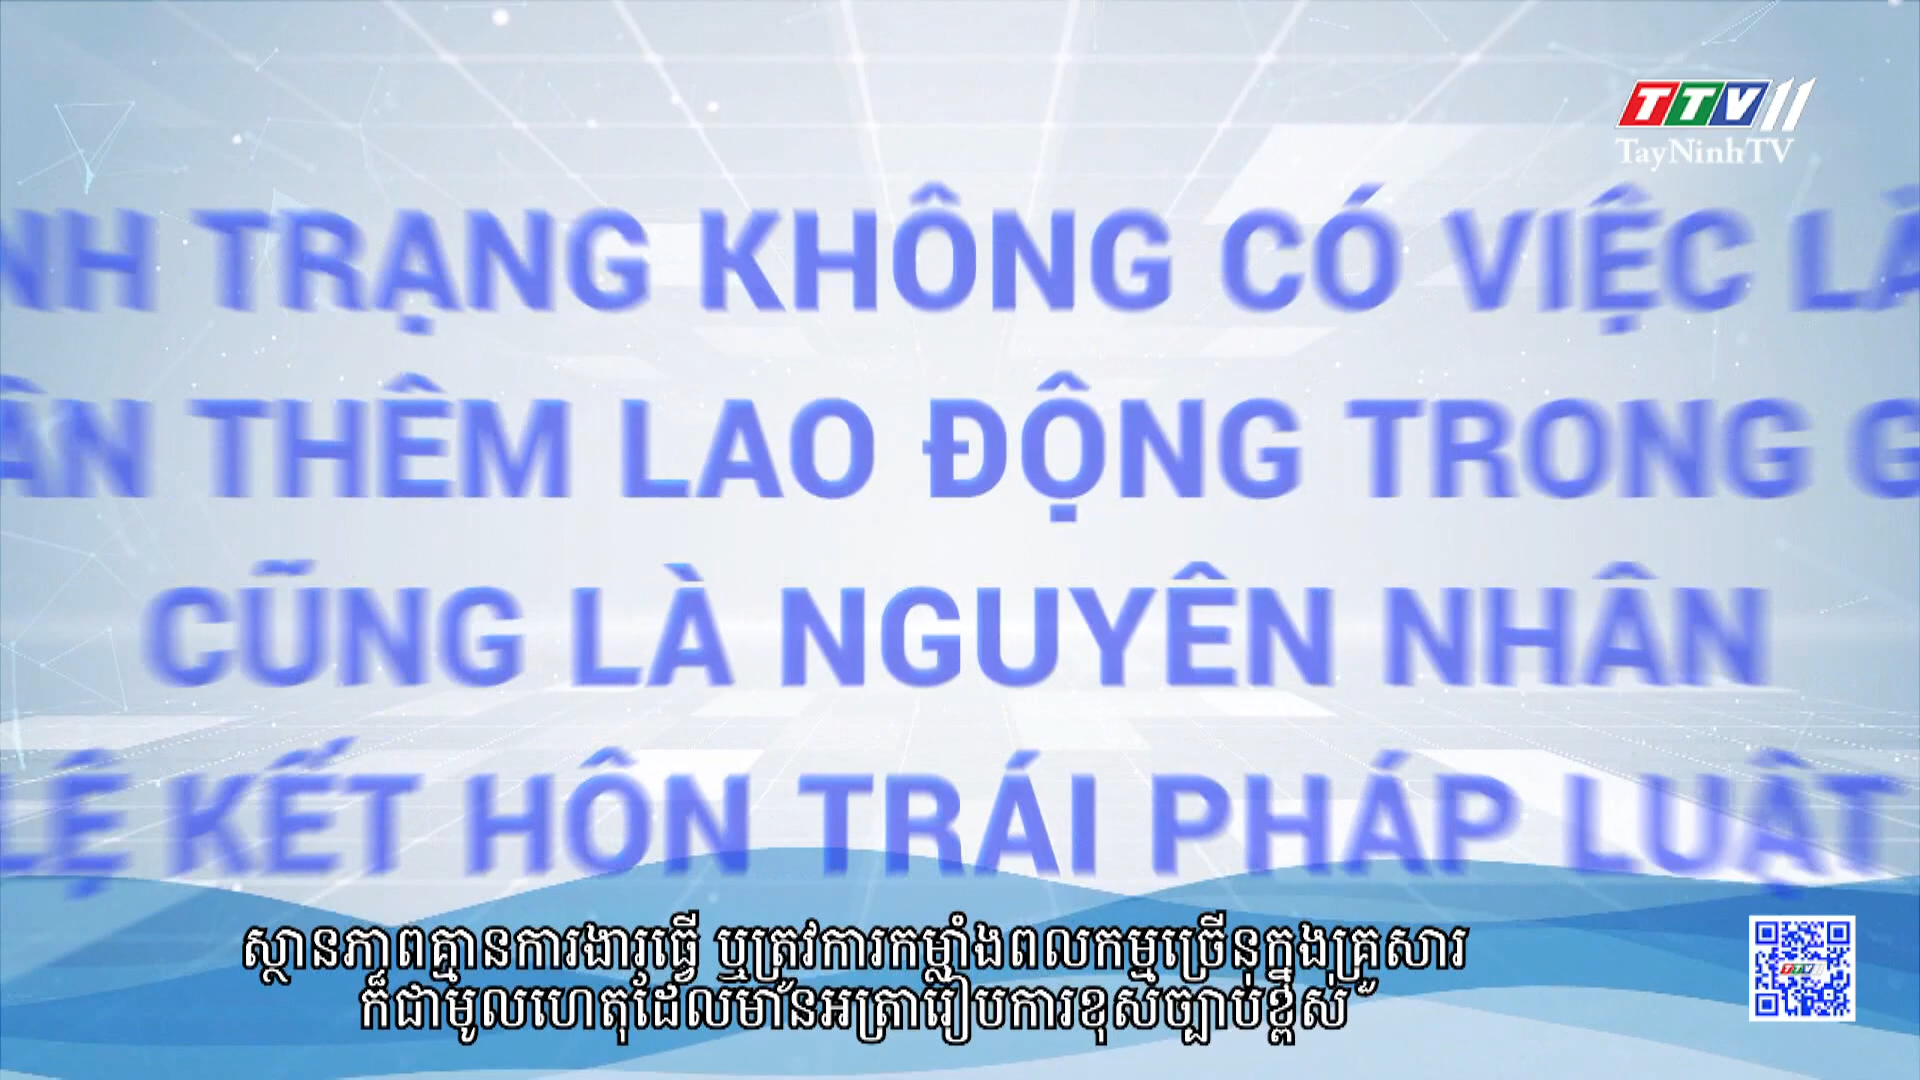 TTV11
TayNinhTV
NH TRẠNG KHÔNG CÓ VIỆC LÀ
ẦN THÊM LAO ĐỘNG TRONG G
CŨNG LÀ NGUYÊN NHÂN
LỆ KẾT HÔN TRÁI PHÁP LUẬT
ស្ថានភាពគ្មានការងារធ្វើ ឬត្រូវការកម្លាំងពលកម្មច្រើនក្នុងគ្រួសារ
ក៏ជាមូលហេតុដែលមានអត្រារៀបការខុសច្បាប់ខ្ពស់